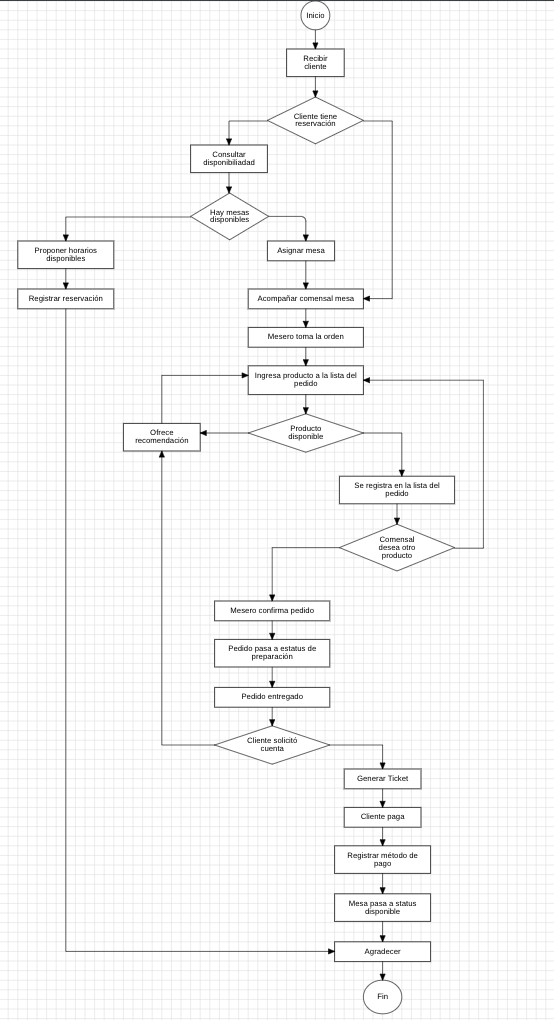 Inicio
Recibir
cliente
Cliente tiene
reservación
Consultar
disponibiliadad
Hay mesas
disponibles
Proponer horarios
disponibles
Asignar mesa
Registrar reservación
Acompañar comensal mesa
Mesero toma la orden
Ingresa producto a la lista del
pedido
Ofrece
recomendación
Producto
disponible
Se registra en la lista del
pedido
Comensal
desea otro
producto
Mesero confirma pedido
Pedido pasa a estatus de
preparación
Pedido entregado
Cliente solicitó
cuenta
Generar Ticket
Cliente paga
Registrar método de
pago
Mesa pasa a status
disponible
Agradecer
Fin